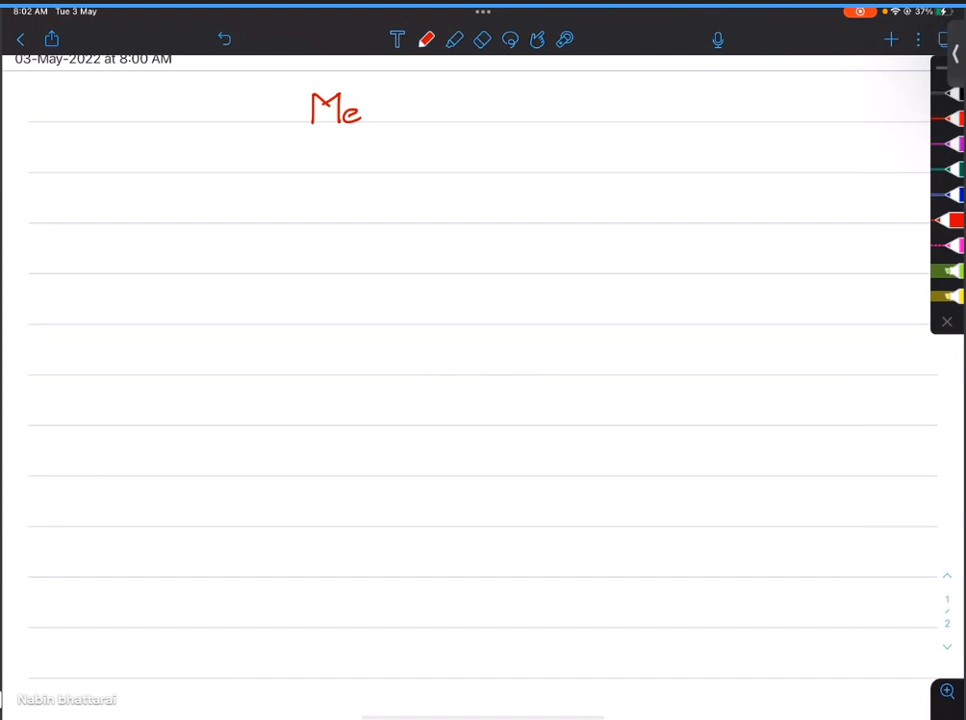 8:02 AM Tue 3 May 37%
03-May-2022 at 8:00 AM
Me
1
2
Nabin bhattarai